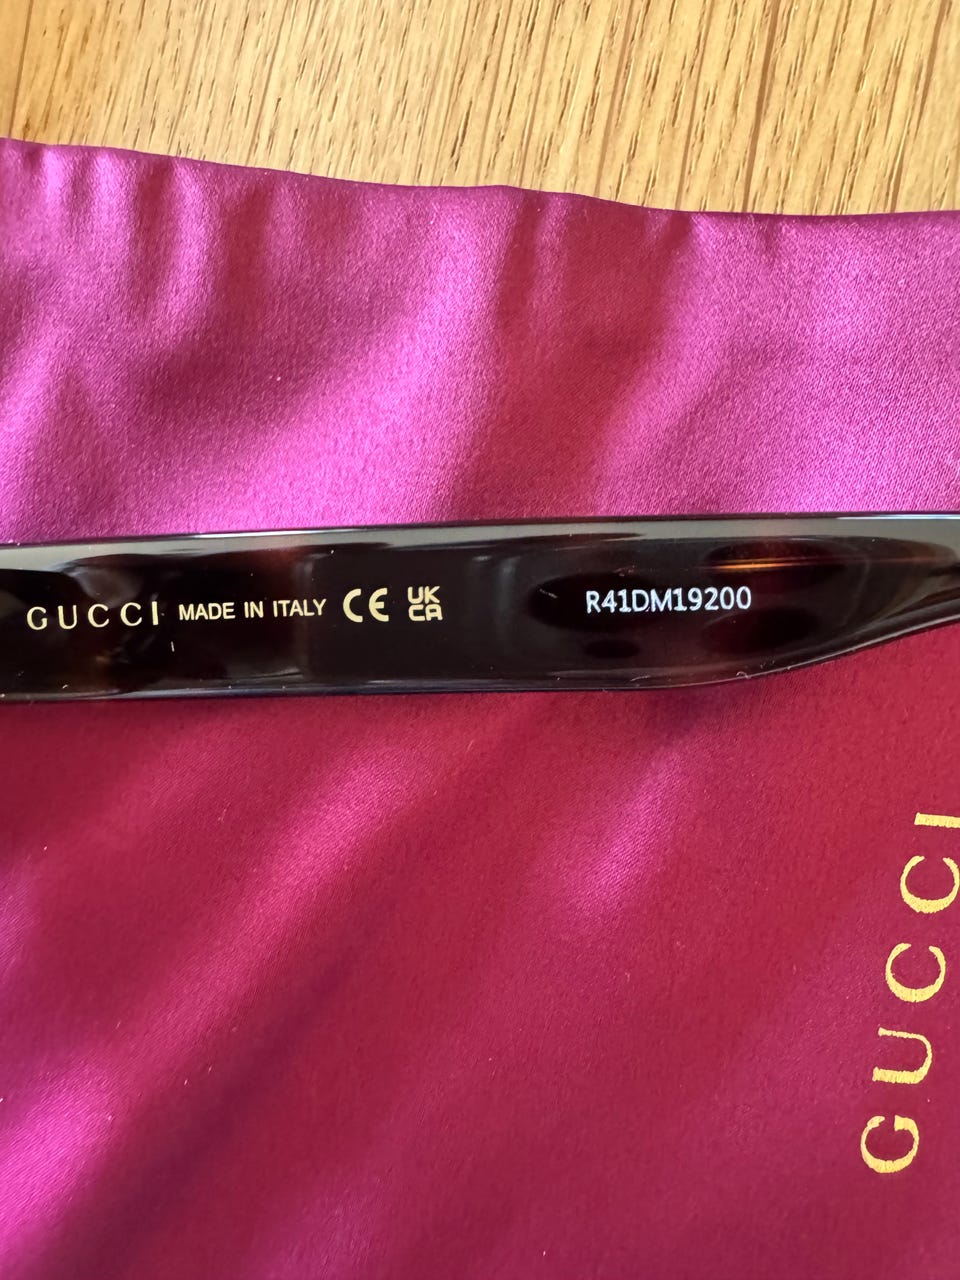 GUCCI MADE IN ITALY CE UK CA R41DM19200
GUCCI